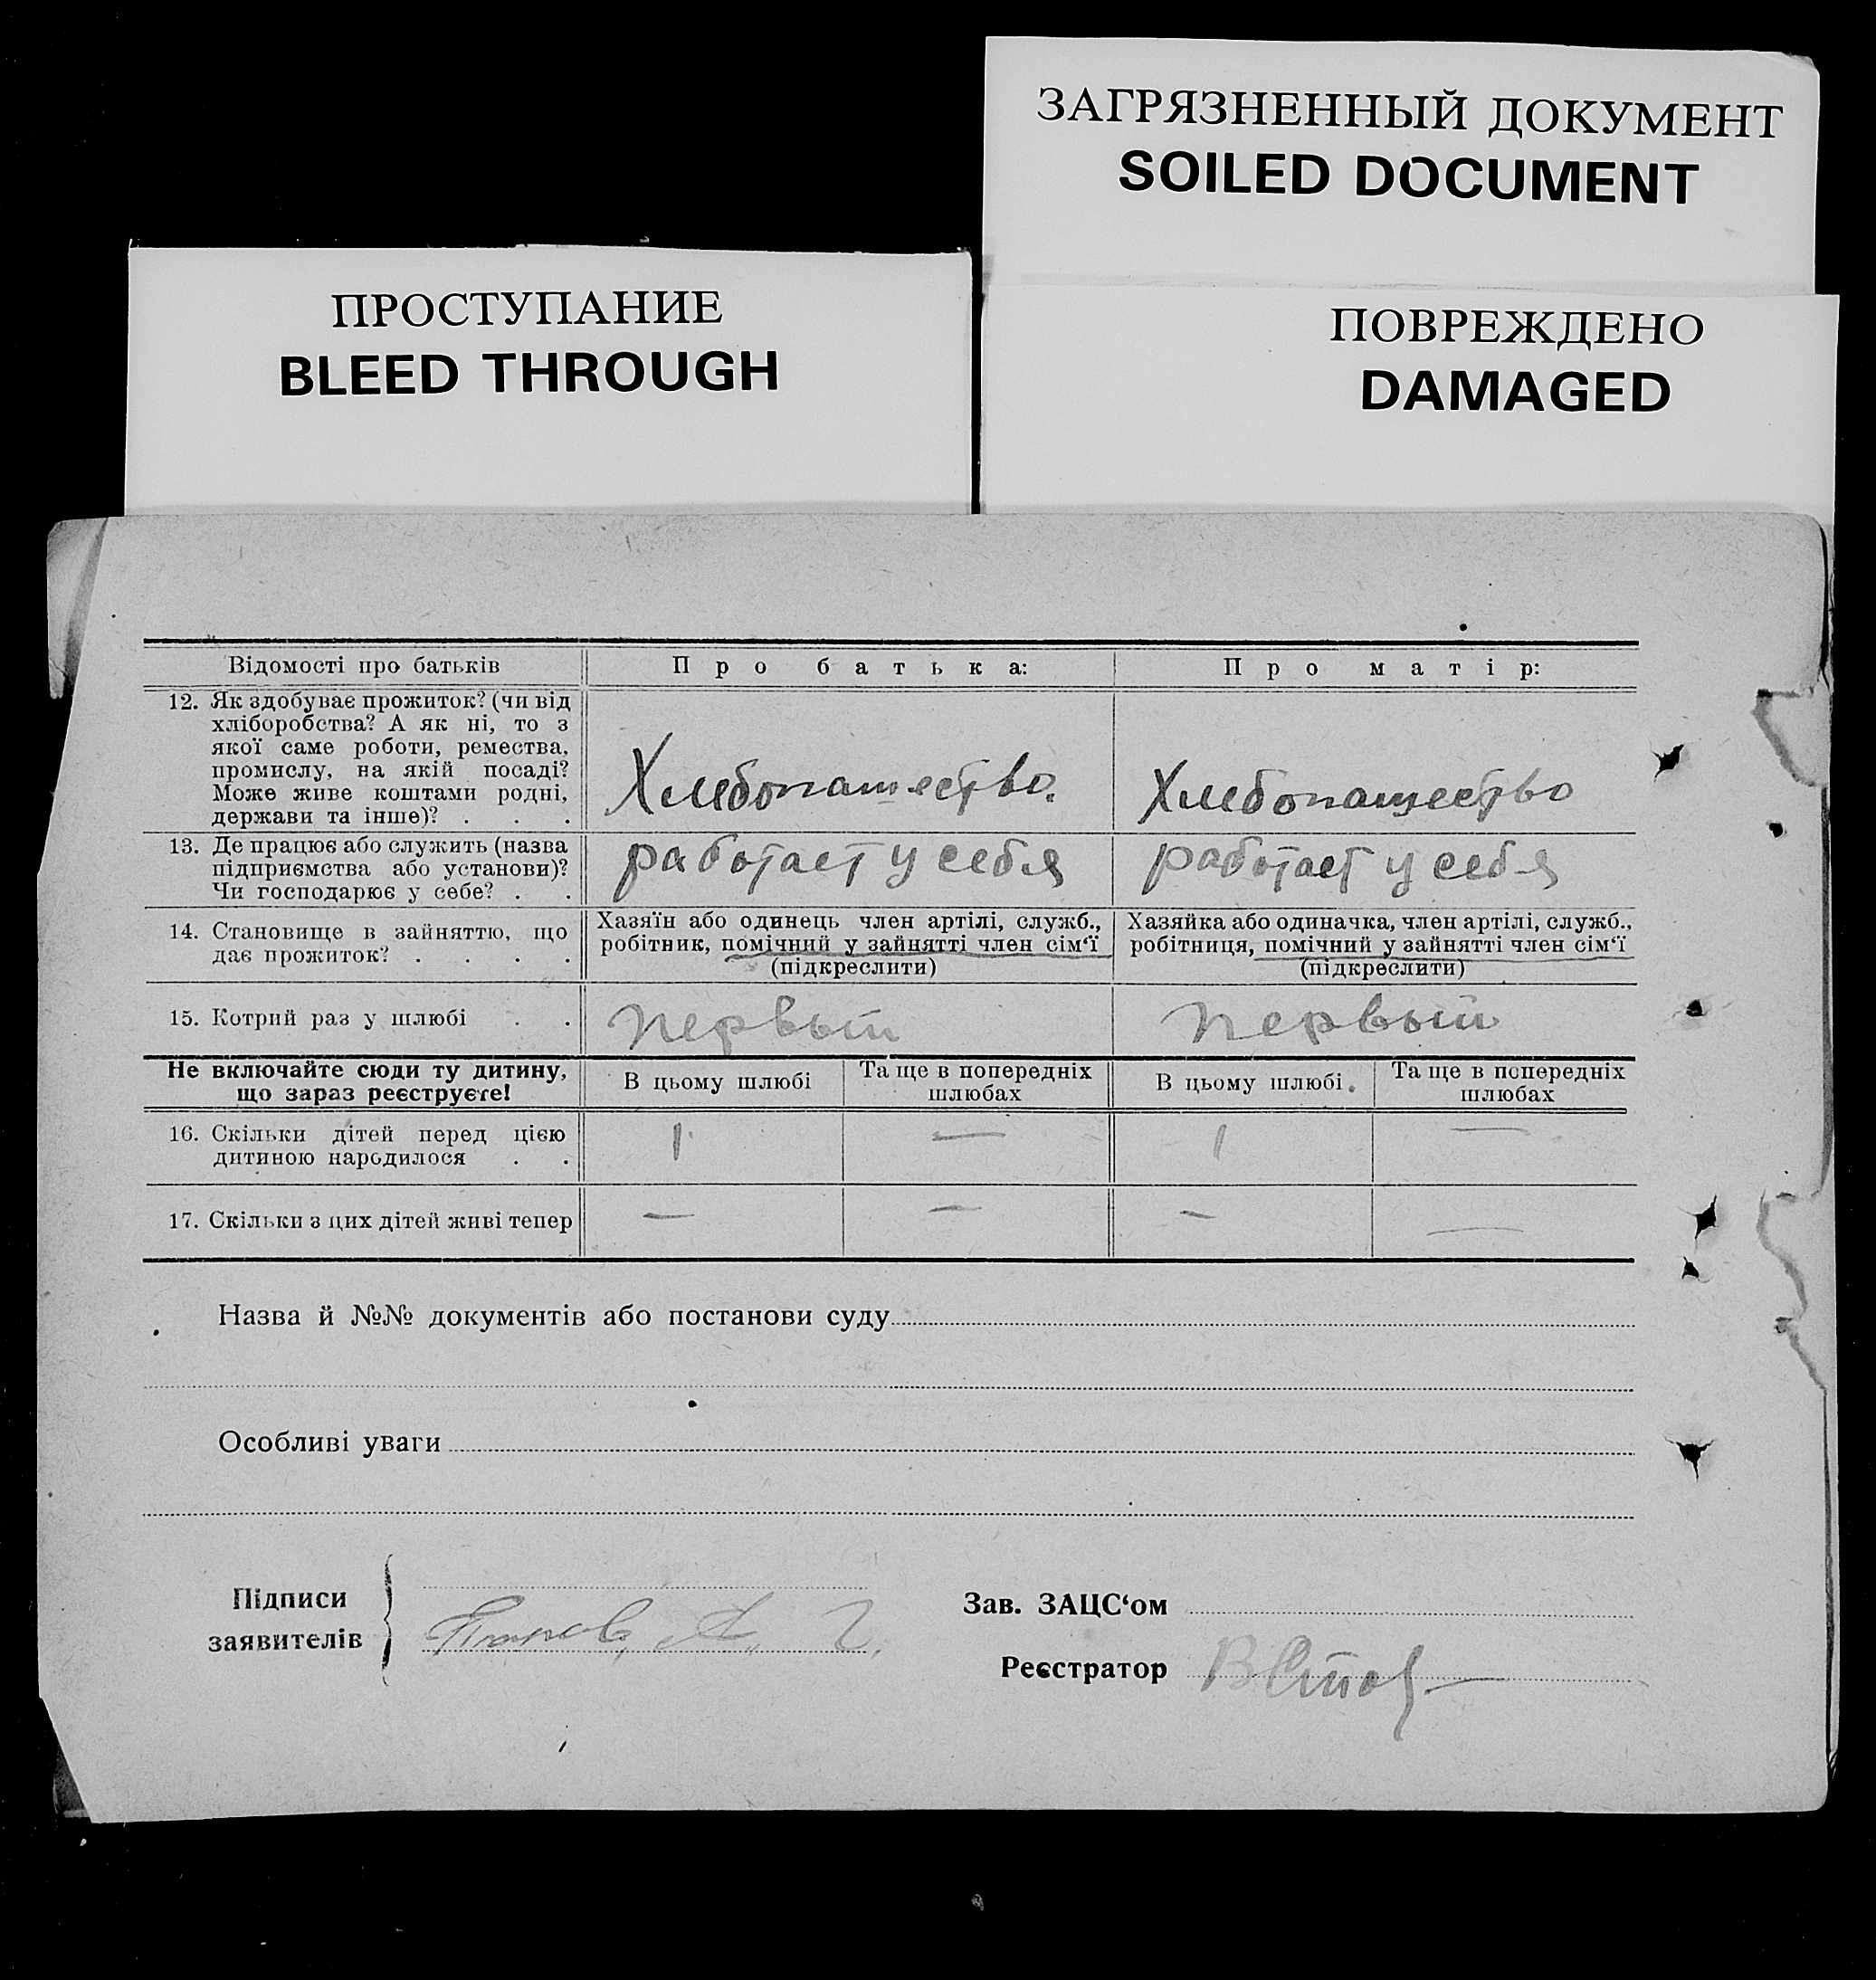 ЗАГРЯЗНЕННЫЙ ДОКУМЕНТ
SOILED DOCUMENT
ПРОСТУПАНИЕ
BLEED THROUGH
ПОВРЕЖДЕНО
DAMAGED
Відомості про батьків
Про батька:
Про матір:
12. Як здобуває прожиток? (чи від
хліборобства? А як ні, то з
якої саме роботи, ремества,
промислу, на якій посаді?
Може живе коштами родні,
держави та інше)? . . .
Хлебопашество.
Хлебопашество
13. Де працює або служить (назва
підприємства або установи)?
Чи господарює у себе? . .
работает у себя
работает у себя
14. Становище в зайняттю, що
дає прожиток? . . . .
Хазяїн або одинець член артілі, служб.,
робітник, помічний у зайнятті член сім‘ї
(підкреслити)
Хазяйка або одиначка, член артілі, служб.,
робітниця, помічний у зайнятті член сім‘ї
(підкреслити)
15. Котрий раз у шлюбі . .
первый
первый
Не включайте сюди ту дитину,
що зараз реєструєте!
В цьому шлюбі
Та ще в попередніх
шлюбах
В цьому шлюбі
Та ще в попередніх
шлюбах
16. Скільки дітей перед цією
дитиною народилося . .
1
—
1
—
17. Скільки з цих дітей живі тепер
—
—
—
—
Назва й №№ документів або постанови суду
Особливі уваги
Підписи
заявителів
Зав. ЗАЦС‘ом
Реєстратор